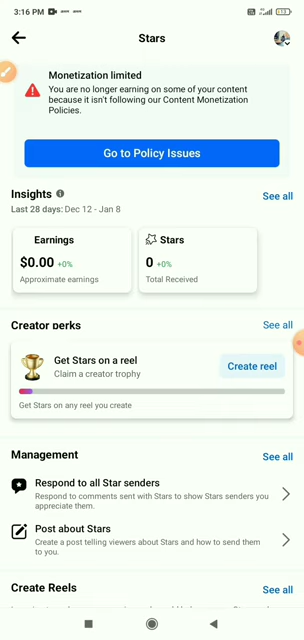 3:16 PM
Stars
Monetization limited
You are no longer earning on some of your content
because it isn't following our Content Monetization
Policies.
Go to Policy Issues
Insights
See all
Last 28 days: Dec 12 - Jan 8
Earnings
Stars
$0.00 +0%
0 +0%
Approximate earnings
Total Received
Creator perks
See all
Get Stars on a reel
Claim a creator trophy
Create reel
Get Stars on any reel you create
Management
See all
Respond to all Star senders
Respond to comments sent with Stars to show Stars senders you
appreciate them.
Post about Stars
Create a post telling viewers about Stars and how to send them
to you.
Create Reels
See all